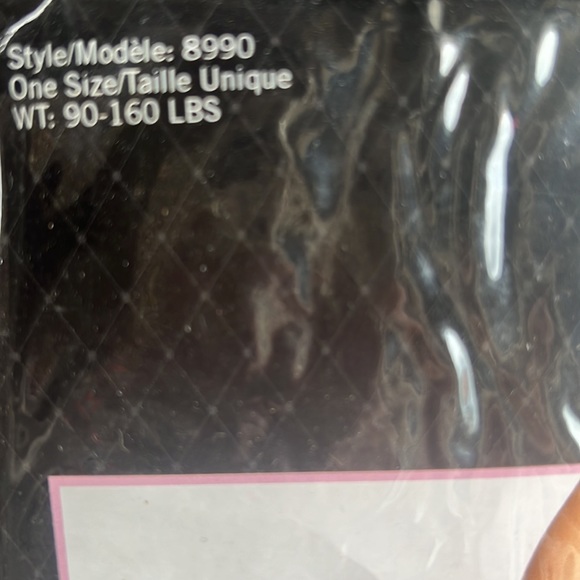 Style/Modèle: 8990
One Size/Taille Unique
WT: 90-160 LBS